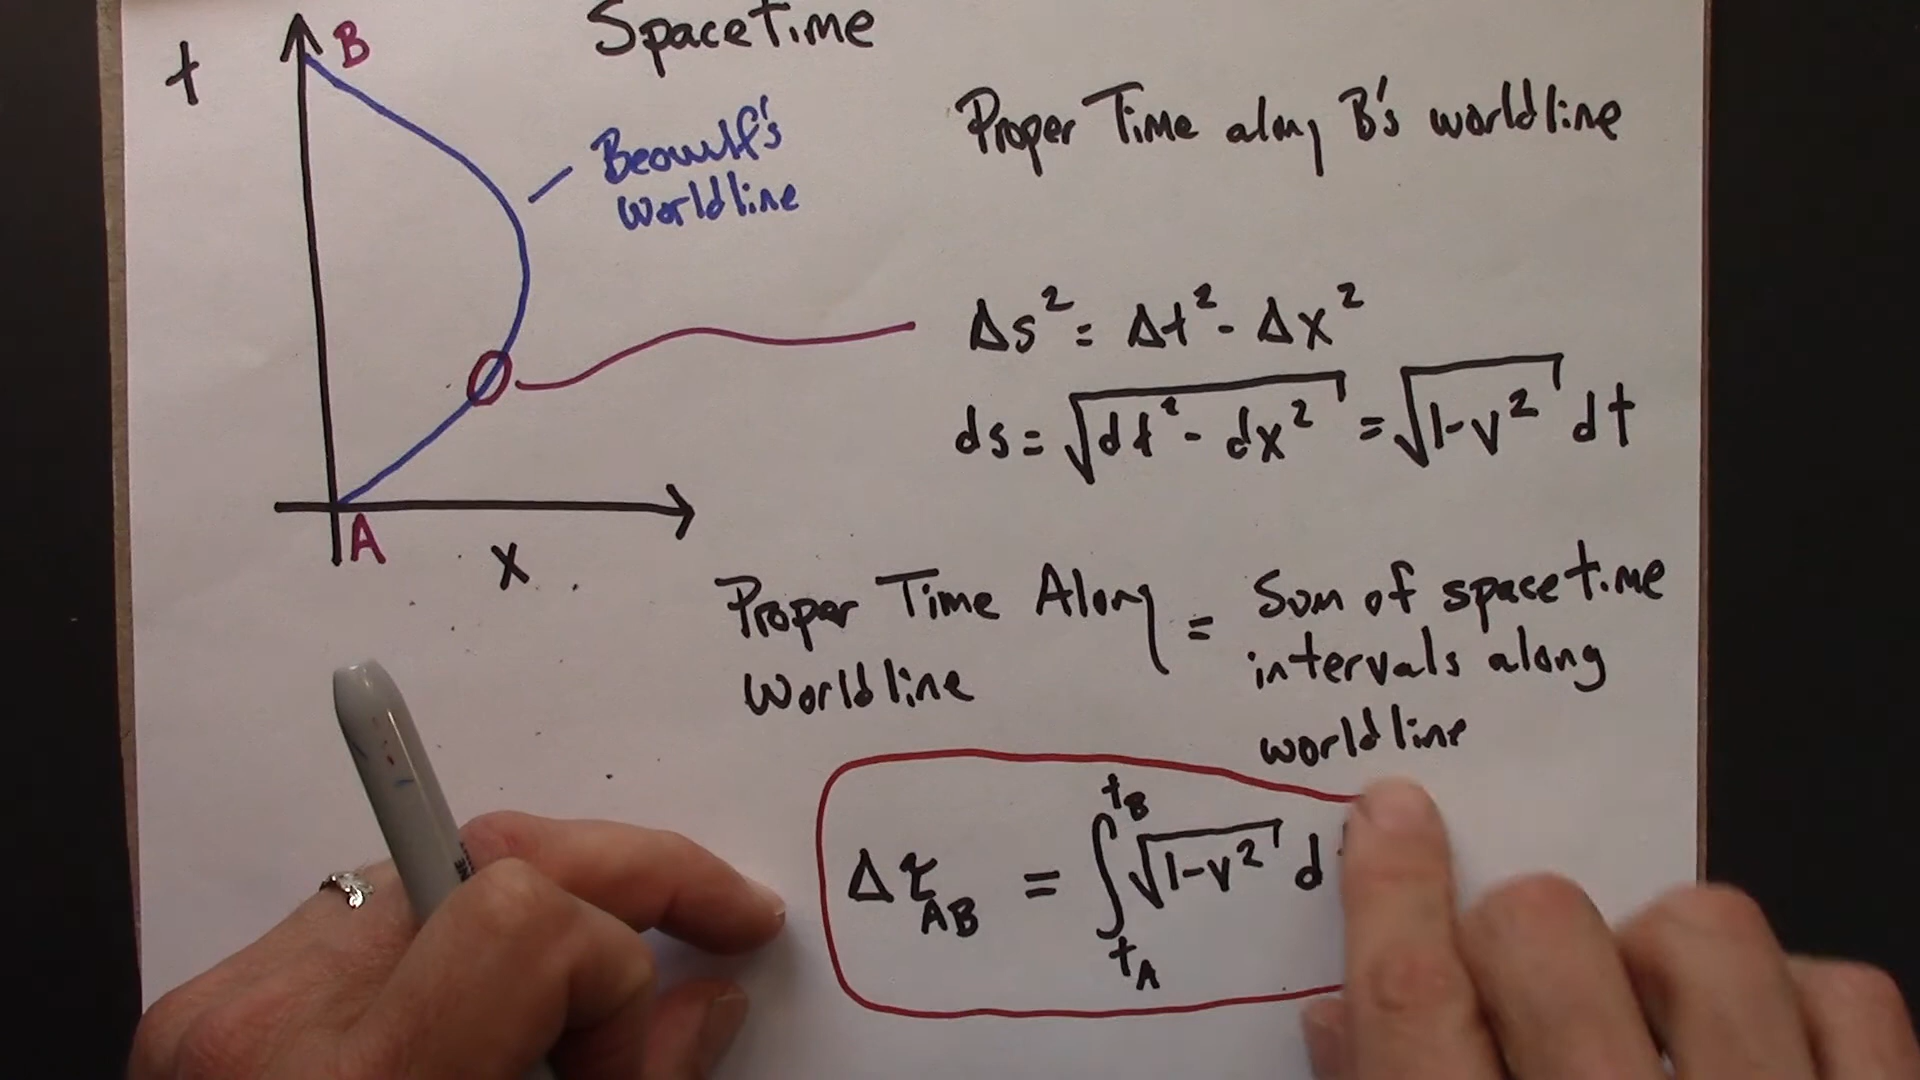 Spacetime
t
B
Beowulf's
worldline
A
x
Proper Time along B's worldline
Δs² = Δt² - Δx²
ds = √(dt² - dx²) = √(1-v²) dt
Proper Time Along
Worldline
=
Sum of spacetime
intervals along
worldline
Δτ_AB = ∫_{t_A}^{t_B} √(1-v²) d